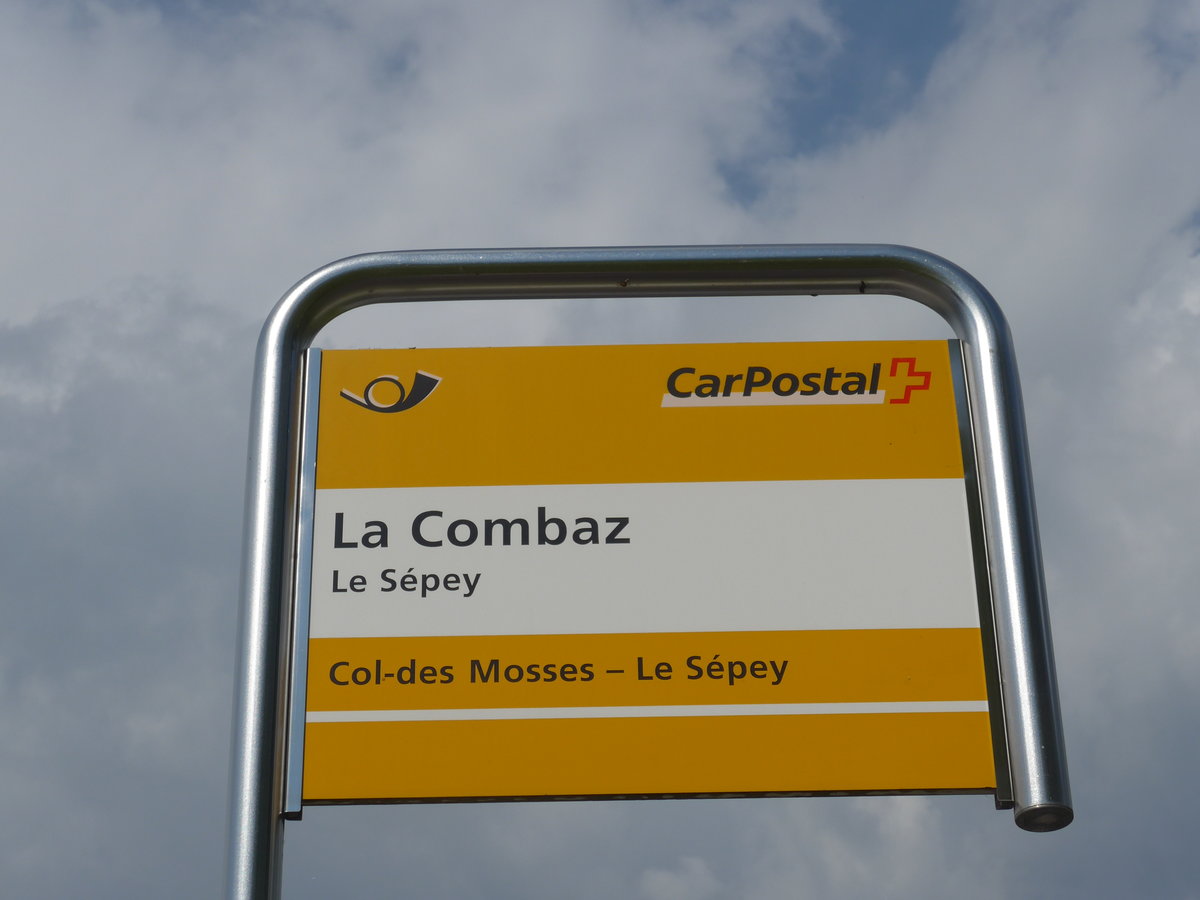 CarPostal
La Combaz
Le Sépey
Col-des Mosses – Le Sépey